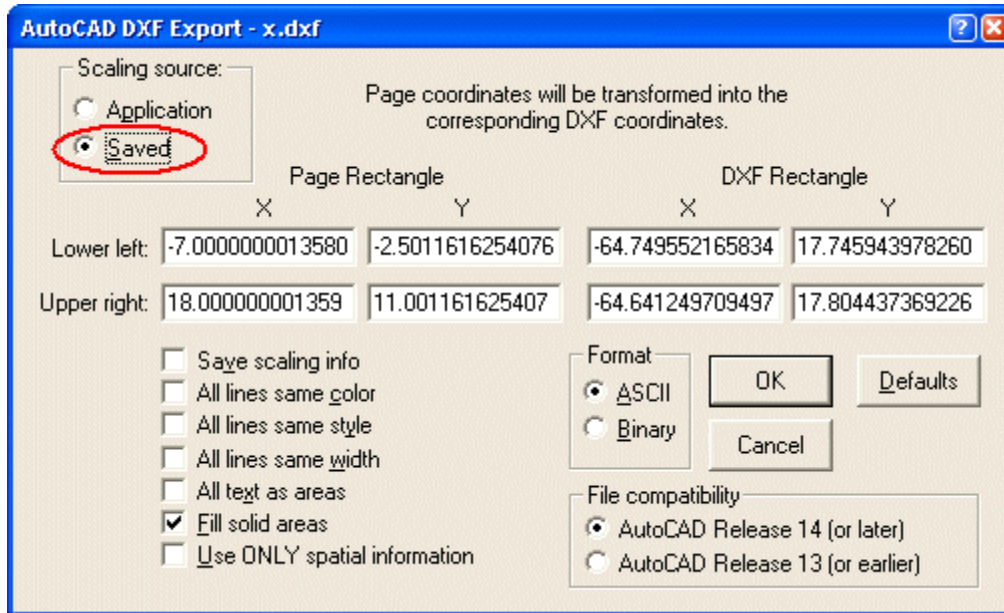 AutoCAD DXF Export - x.dxf
Scaling source:
Application
Saved
Page coordinates will be transformed into the
corresponding DXF coordinates.
Page Rectangle
DXF Rectangle
X Y X Y
Lower left: -7.0000000013580 -2.5011616254076 -64.749552165834 17.745943978260
Upper right: 18.000000001359 11.001161625407 -64.641249709497 17.804437369226
Save scaling info
All lines same color
All lines same style
All lines same width
All text as areas
Fill solid areas
Use ONLY spatial information
Format
ASCII
Binary
OK
Defaults
Cancel
File compatibility
AutoCAD Release 14 (or later)
AutoCAD Release 13 (or earlier)